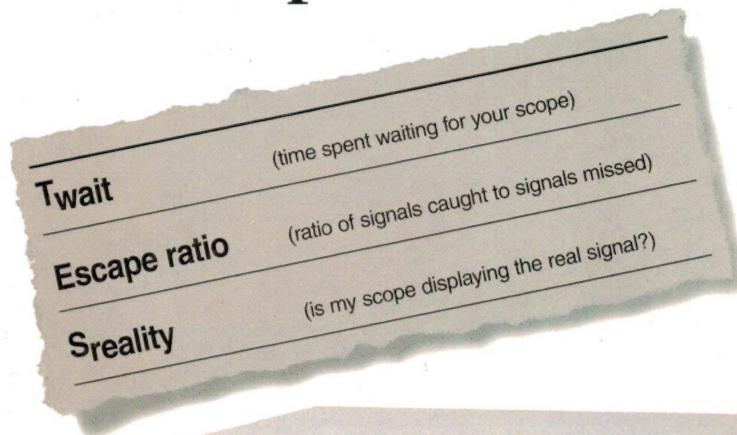 Twait (time spent waiting for your scope)
Escape ratio (ratio of signals caught to signals missed)
Sreality (is my scope displaying the real signal?)